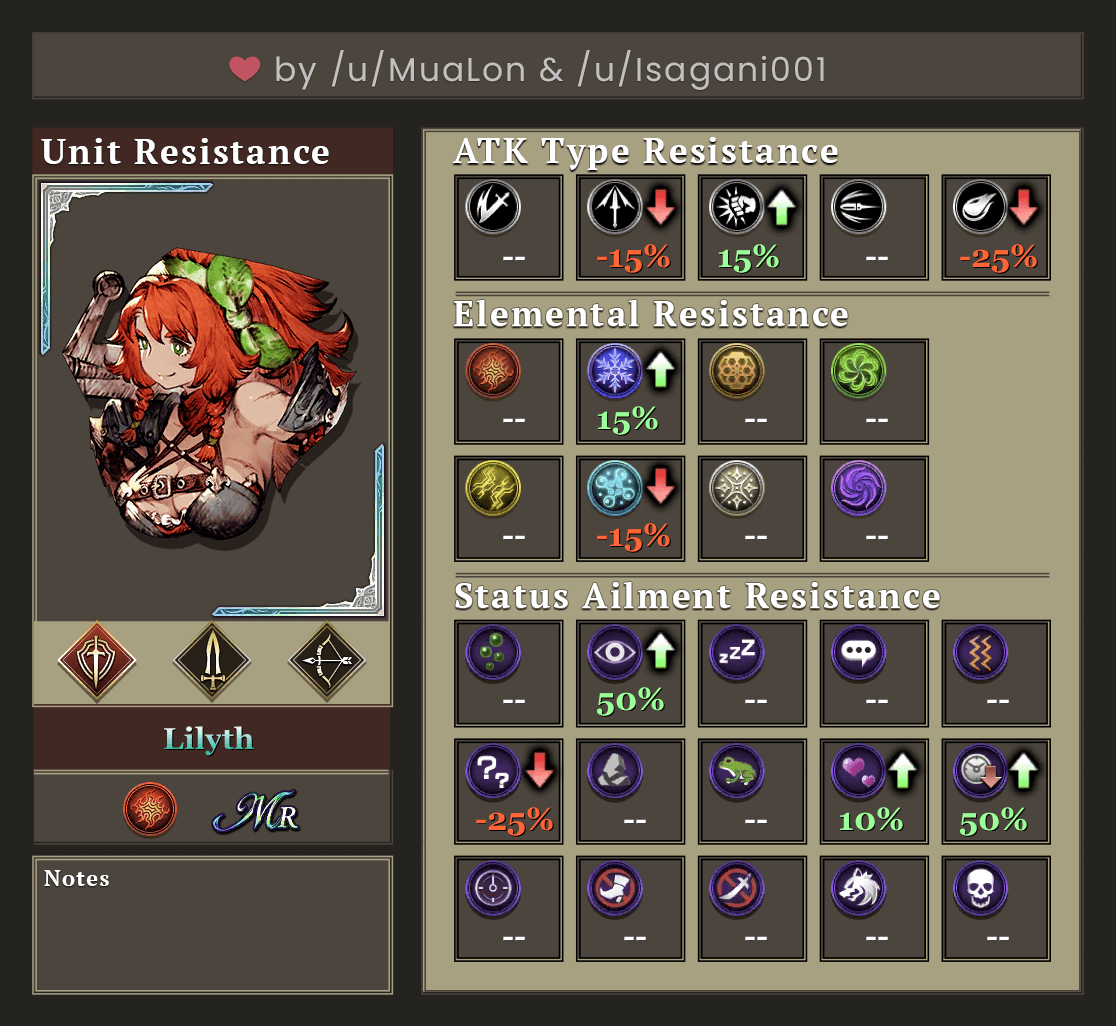 by /u/MuaLon & /u/Isagani001
Unit Resistance
Lilyth
MR
Notes
ATK Type Resistance
-- -15% 15% -- -25%
Elemental Resistance
-- 15% -- --
-- -15% -- --
Status Ailment Resistance
zzZ
-- 50% -- -- --
??
-25% -- -- 10% 50%
-- -- -- -- --